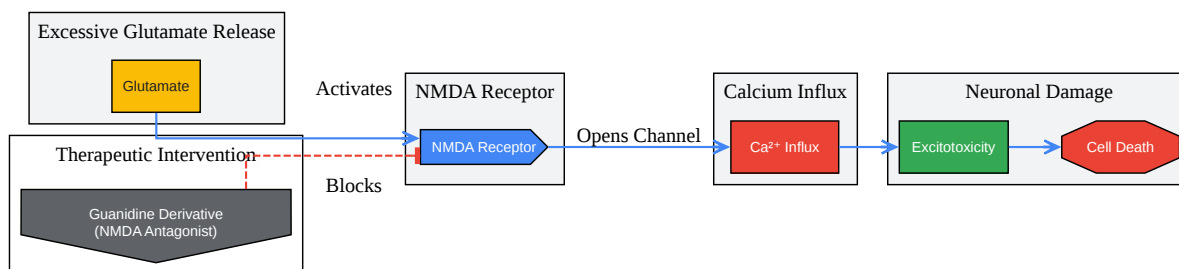 Excessive Glutamate Release
Glutamate
Activates
NMDA Receptor
NMDA Receptor
Opens Channel
Calcium Influx
Ca²⁺ Influx
Neuronal Damage
Excitotoxicity
Cell Death
Therapeutic Intervention
Blocks
Guanidine Derivative
(NMDA Antagonist)